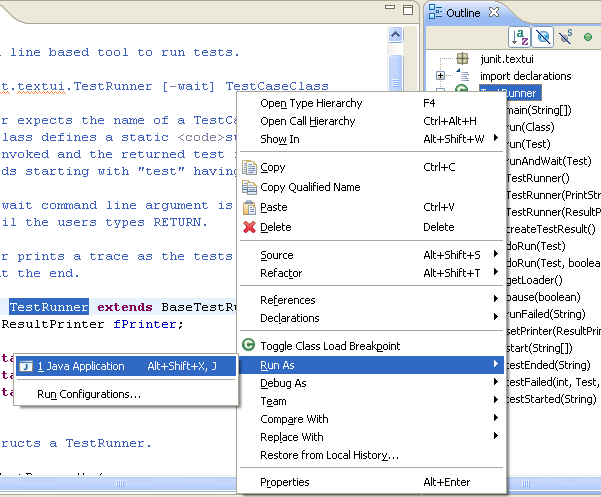 Outline
l line based tool to run tests.
t.textui.TestRunner [-wait] TestCaseClass
r expects the name of a TestCa
lass defines a static <code>su
nvoked and the returned test
ds starting with "test" having
wait command line argument is
il the users types RETURN.
r prints a trace as the tests
t the end.
TestRunner extends BaseTestRu
ResultPrinter fPrinter;
ta
ta
ta
ructs a TestRunner.
Open Type Hierarchy F4
Open Call Hierarchy Ctrl+Alt+H
Show In Alt+Shift+W
Copy Ctrl+C
Copy Qualified Name
Paste Ctrl+V
Delete Delete
Source Alt+Shift+S
Refactor Alt+Shift+T
References
Declarations
Toggle Class Load Breakpoint
Run As
Debug As
Team
Compare With
Replace With
Restore from Local History...
Properties Alt+Enter
1 Java Application Alt+Shift+X, J
Run Configurations...
junit.textui
import declarations
TestRunner
main(String[])
run(Class)
run(Test)
runAndWait(Test)
TestRunner()
TestRunner(PrintStr
TestRunner(ResultP
createTestResult()
doRun(Test)
doRun(Test, boolea
getLoader()
pause(boolean)
runFailed(String)
setPrinter(ResultPrin
start(String[])
testEnded(String)
testFailed(int, Test,
testStarted(String)